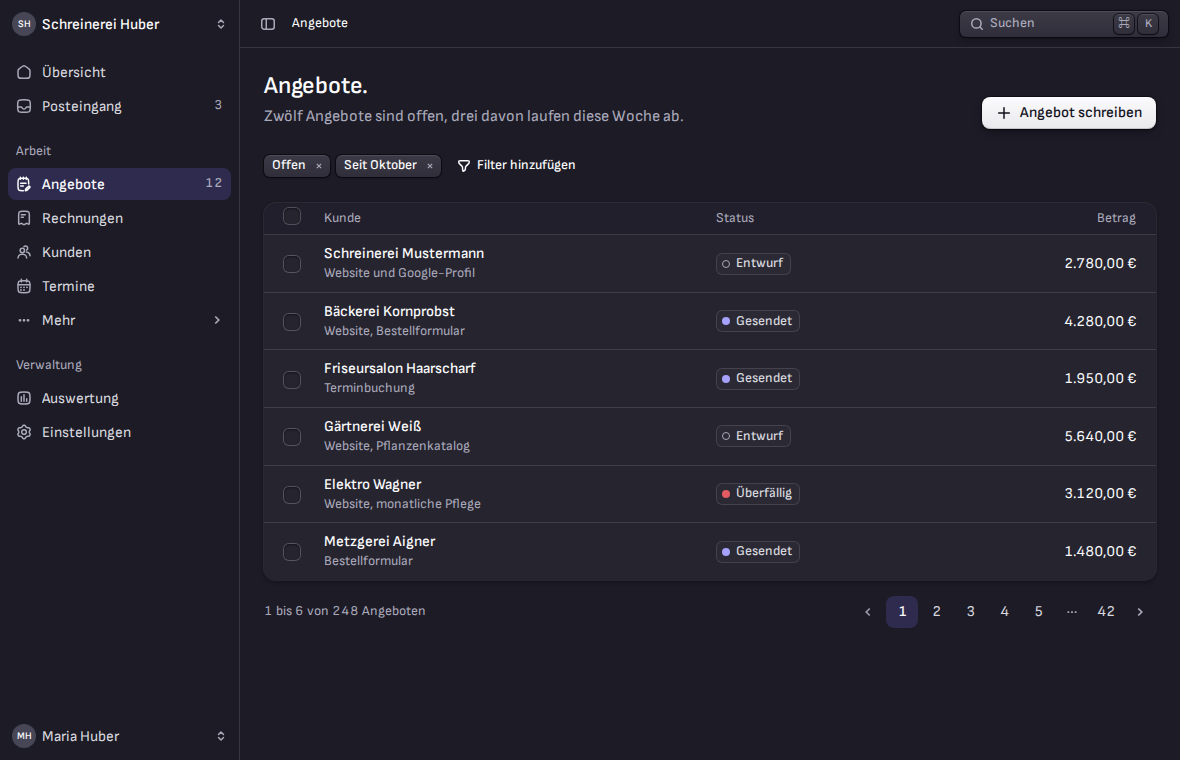 SH Schreinerei Huber
Übersicht
Posteingang 3
Arbeit
Angebote 12
Rechnungen
Kunden
Termine
Mehr
Verwaltung
Auswertung
Einstellungen
MH Maria Huber
Angebote
Suchen ⌘ K
Angebote.
Zwölf Angebote sind offen, drei davon laufen diese Woche ab.
Angebot schreiben
Offen × Seit Oktober × Filter hinzufügen
Kunde Status Betrag
Schreinerei Mustermann
Website und Google-Profil
Entwurf 2.780,00 €
Bäckerei Kornprobst
Website, Bestellformular
Gesendet 4.280,00 €
Friseursalon Haarscharf
Terminbuchung
Gesendet 1.950,00 €
Gärtnerei Weiß
Website, Pflanzenkatalog
Entwurf 5.640,00 €
Elektro Wagner
Website, monatliche Pflege
Überfällig 3.120,00 €
Metzgerei Aigner
Bestellformular
Gesendet 1.480,00 €
1 bis 6 von 248 Angeboten
1 2 3 4 5 ··· 42